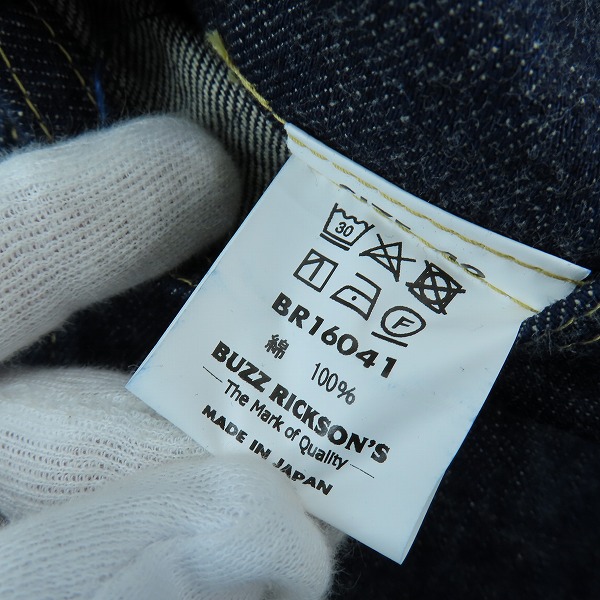 30
F
BR16041
綿 100%
BUZZ RICKSON'S
The Mark of Quality
MADE IN JAPAN